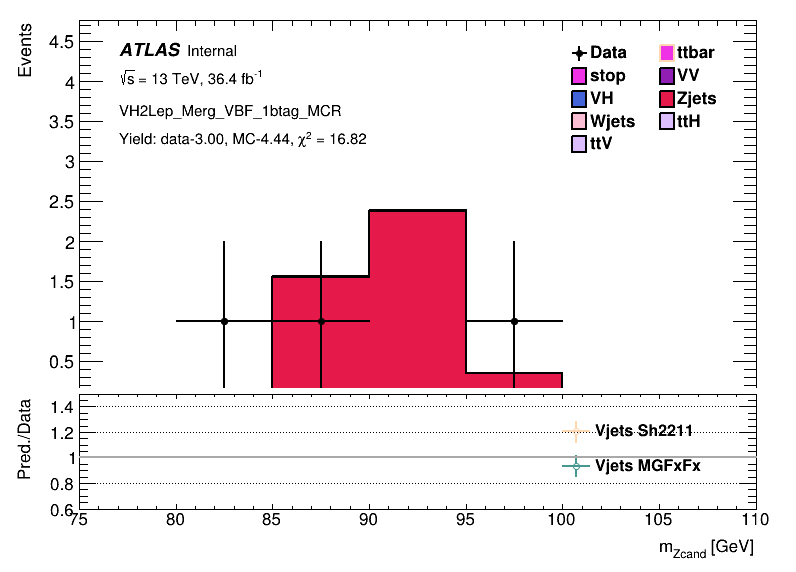 Events
4.5
4
3.5
3
2.5
2
1.5
1
0.5
ATLAS Internal
√s = 13 TeV, 36.4 fb⁻¹
VH2Lep_Merg_VBF_1btag_MCR
Yield: data-3.00, MC-4.44, χ² = 16.82
Data ttbar
stop VV
VH Zjets
Wjets ttH
ttV
Pred./Data
1.4
1.2
1
0.8
0.6
Vjets Sh2211
Vjets MGFxFx
75 80 85 90 95 100 105 110
m_Zcand [GeV]